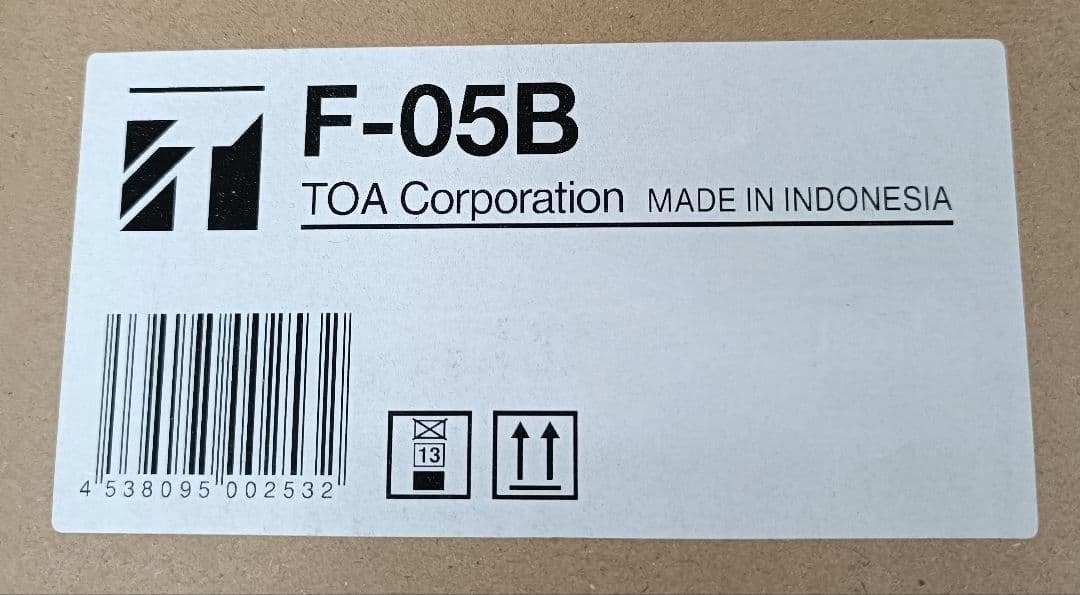 F-05B
TOA Corporation MADE IN INDONESIA
13
4 538095 002532